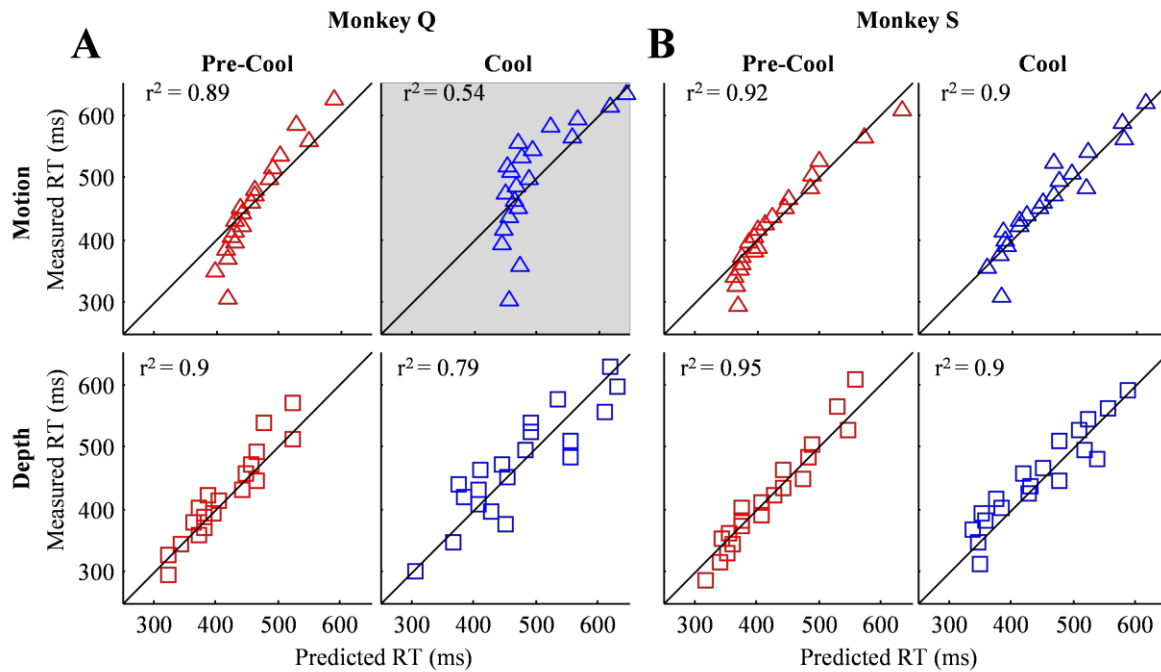 Monkey Q
Monkey S
A
B
Pre-Cool
Cool
Pre-Cool
Cool
Motion
Measured RT (ms)
600
500
400
300
r² = 0.89
r² = 0.54
r² = 0.92
r² = 0.9
Depth
Measured RT (ms)
600
500
400
300
r² = 0.9
r² = 0.79
r² = 0.95
r² = 0.9
300 400 500 600
300 400 500 600
300 400 500 600
300 400 500 600
Predicted RT (ms)
Predicted RT (ms)